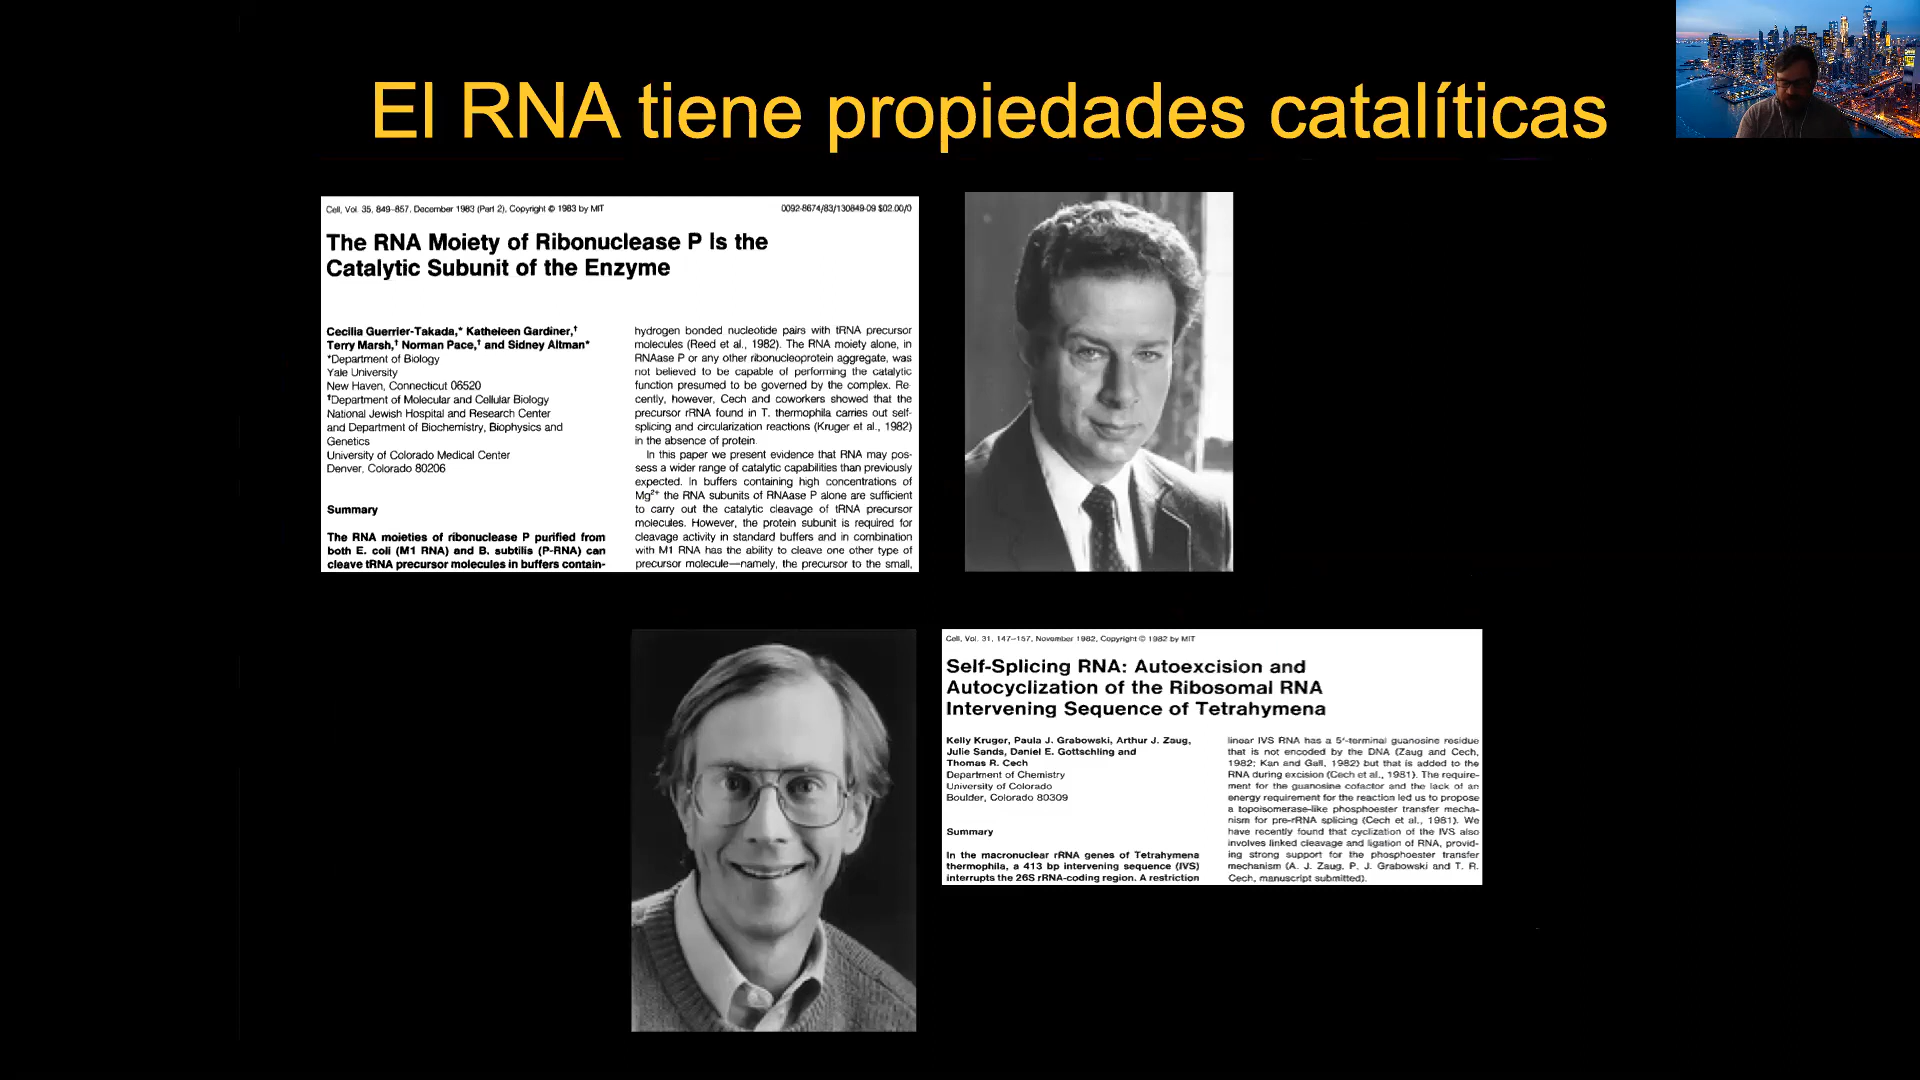 El RNA tiene propiedades catalíticas
Cell, Vol. 35, 849-857, December 1983 (Part 2), Copyright © 1983 by MIT
0092-8674/83/130849-09 $02.00/0
The RNA Moiety of Ribonuclease P Is the
Catalytic Subunit of the Enzyme
Cecilia Guerrier-Takada,* Katheleen Gardiner,†
Terry Marsh,† Norman Pace,† and Sidney Altman*
*Department of Biology
Yale University
New Haven, Connecticut 06520
†Department of Molecular and Cellular Biology
National Jewish Hospital and Research Center
and Department of Biochemistry, Biophysics and
Genetics
University of Colorado Medical Center
Denver, Colorado 80206
Summary
The RNA moieties of ribonuclease P purified from
both E. coli (M1 RNA) and B. subtilis (P-RNA) can
cleave tRNA precursor molecules in buffers contain-
hydrogen bonded nucleotide pairs with tRNA precursor
molecules (Reed et al., 1982). The RNA moiety alone, in
RNAase P or any other ribonucleoprotein aggregate, was
not believed to be capable of performing the catalytic
function presumed to be governed by the complex. Re-
cently, however, Cech and coworkers showed that the
precursor rRNA found in T. thermophila carries out self-
splicing and circularization reactions (Kruger et al., 1982)
in the absence of protein.
In this paper we present evidence that RNA may pos-
sess a wider range of catalytic capabilities than previously
expected. In buffers containing high concentrations of
Mg2+ the RNA subunits of RNAase P alone are sufficient
to carry out the catalytic cleavage of tRNA precursor
molecules. However, the protein subunit is required for
cleavage activity in standard buffers and in combination
with M1 RNA has the ability to cleave one other type of
precursor molecule—namely, the precursor to the small,
Cell, Vol. 31, 147-157, November 1982, Copyright © 1982 by MIT
Self-Splicing RNA: Autoexcision and
Autocyclization of the Ribosomal RNA
Intervening Sequence of Tetrahymena
Kelly Kruger, Paula J. Grabowski, Arthur J. Zaug,
Julie Sands, Daniel E. Gottschling and
Thomas R. Cech
Department of Chemistry
University of Colorado
Boulder, Colorado 80309
Summary
In the macronuclear rRNA genes of Tetrahymena
thermophila, a 413 bp intervening sequence (IVS)
interrupts the 26S rRNA-coding region. A restriction
linear IVS RNA has a 5'-terminal guanosine residue
that is not encoded by the DNA (Zaug and Cech,
1982; Kan and Gall, 1982) but that is added to the
RNA during excision (Cech et al., 1981). The require-
ment for the guanosine cofactor and the lack of an
energy requirement for the reaction led us to propose
a topoisomerase-like phosphoester transfer mecha-
nism for pre-rRNA splicing (Cech et al., 1981). We
have recently found that cyclization of the IVS also
involves linked cleavage and ligation of RNA, provid-
ing strong support for the phosphoester transfer
mechanism (A. J. Zaug, P. J. Grabowski and T. R.
Cech, manuscript submitted).